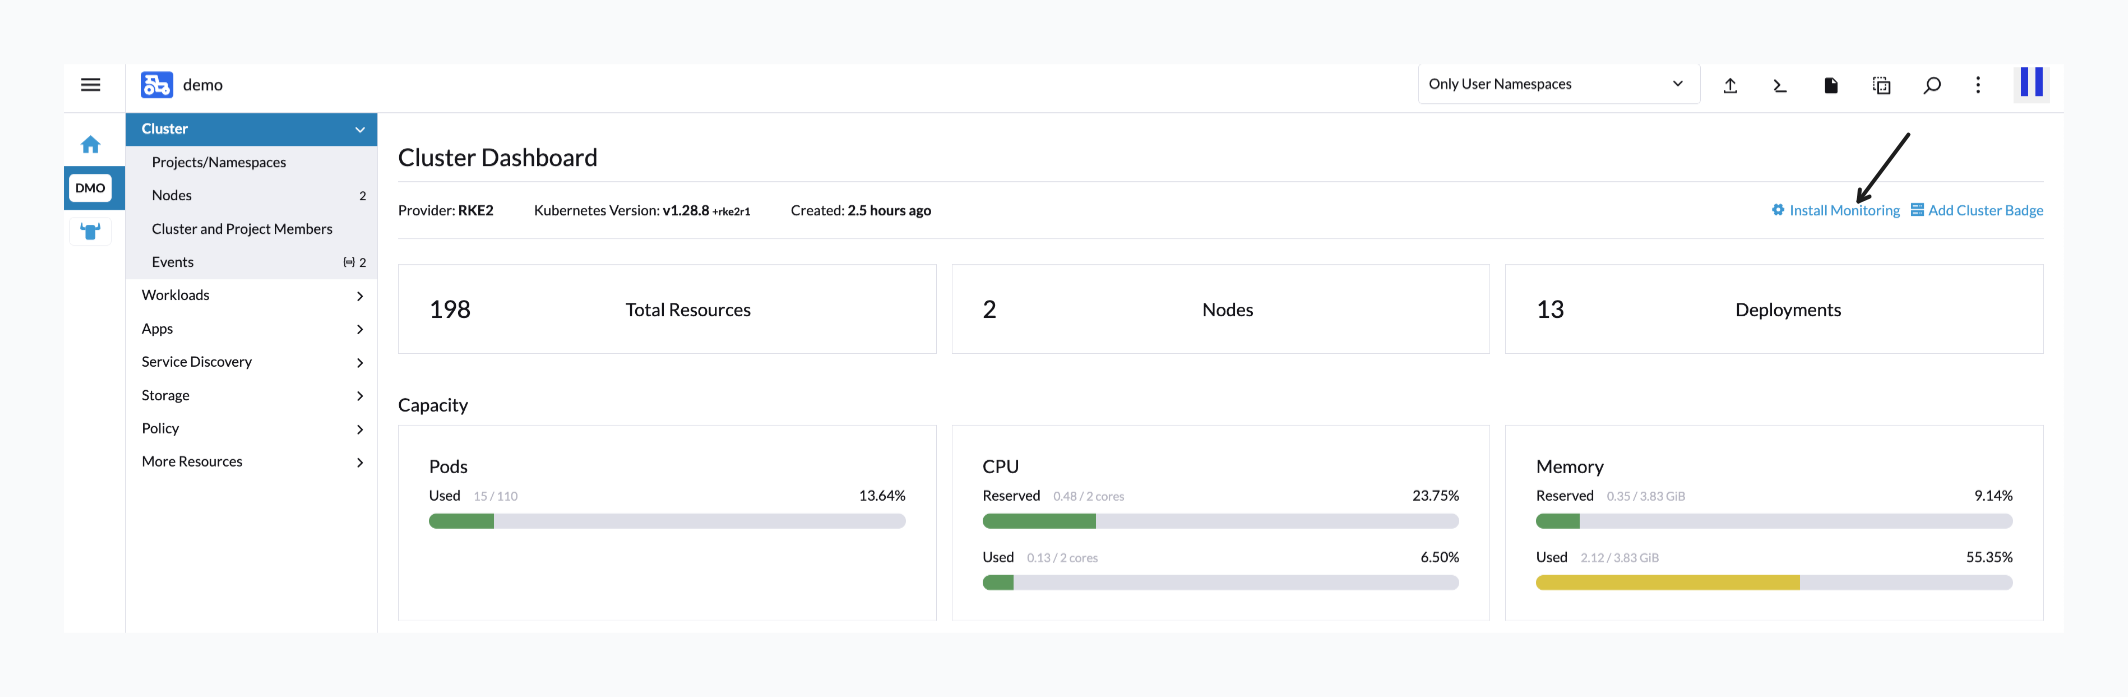 demo
Only User Namespaces
DMO
Cluster
Projects/Namespaces
Nodes 2
Cluster and Project Members
Events 2
Workloads
Apps
Service Discovery
Storage
Policy
More Resources
Cluster Dashboard
Provider: RKE2 Kubernetes Version: v1.28.8 +rke2r1 Created: 2.5 hours ago Install Monitoring Add Cluster Badge
198 Total Resources
2 Nodes
13 Deployments
Capacity
Pods
Used 15 / 110 13.64%
CPU
Reserved 0.48 / 2 cores 23.75%
Used 0.13 / 2 cores 6.50%
Memory
Reserved 0.35 / 3.83 GiB 9.14%
Used 2.12 / 3.83 GiB 55.35%